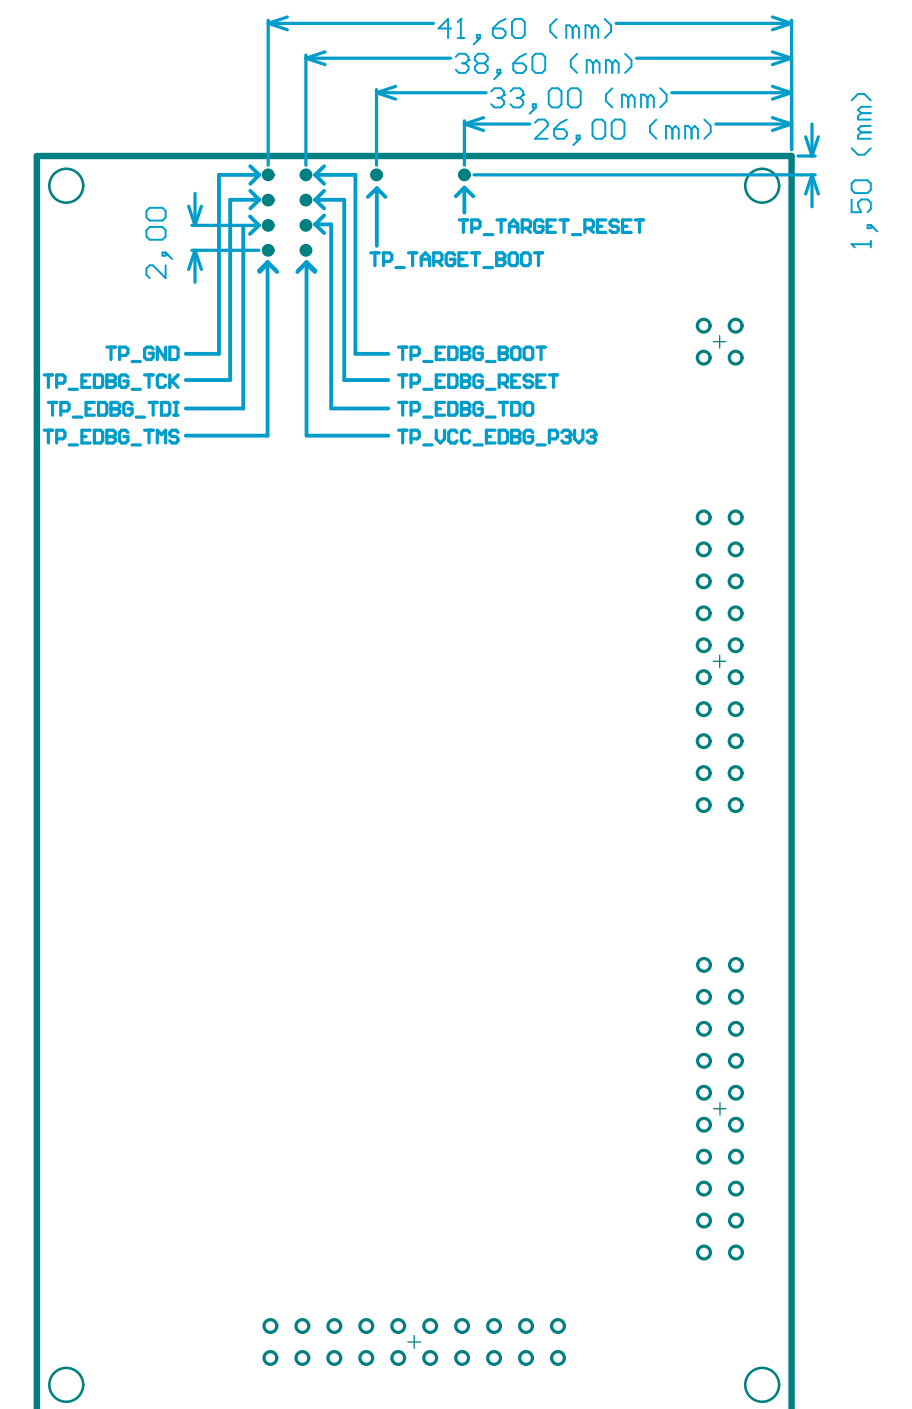 41,60 (mm)
38,60 (mm)
33,00 (mm)
26,00 (mm)
1,50 (mm)
2,00
TP_TARGET_RESET
TP_TARGET_BOOT
TP_GND
TP_EDBG_BOOT
TP_EDBG_TCK
TP_EDBG_RESET
TP_EDBG_TDI
TP_EDBG_TDO
TP_EDBG_TMS
TP_VCC_EDBG_P3V3